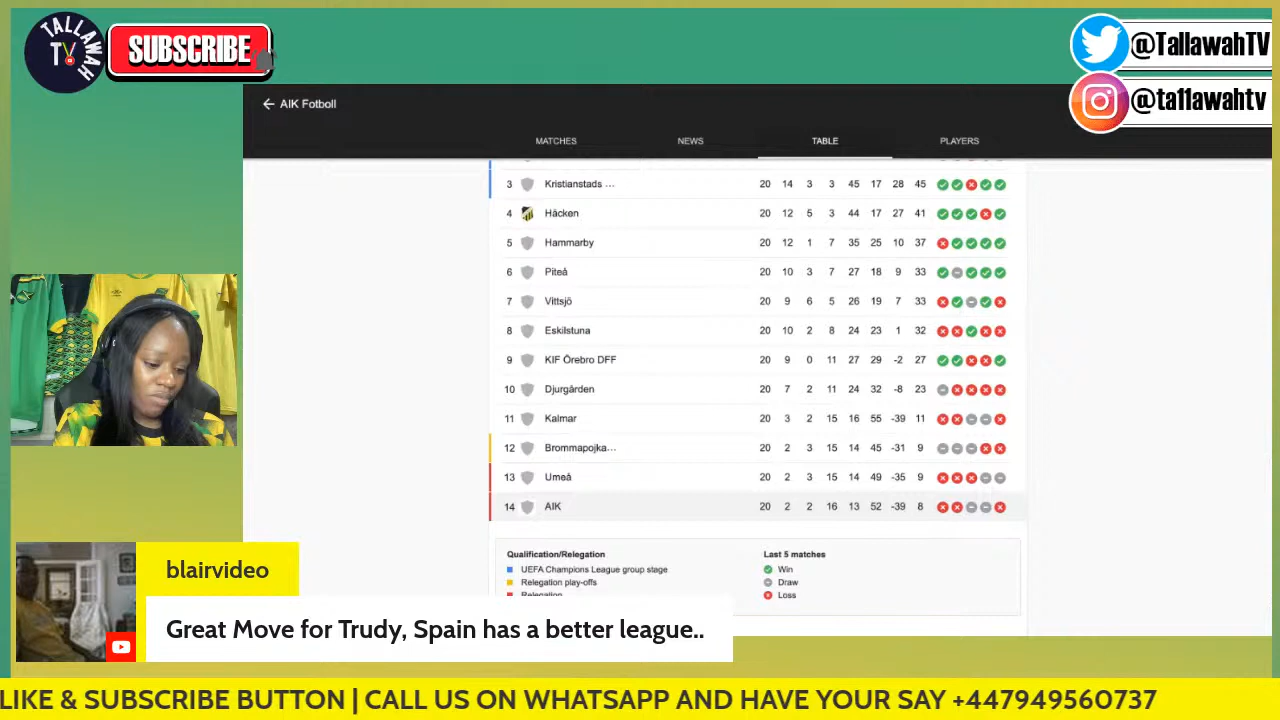 TALLAWAH
TV
SUBSCRIBE
@TallawahTV
@ta11awahtv
← AIK Fotboll
MATCHES NEWS TABLE PLAYERS
3 Kristianstads ... 20 14 3 3 45 17 28 45
4 Häcken 20 12 5 3 44 17 27 41
5 Hammarby 20 12 1 7 35 25 10 37
6 Piteå 20 10 3 7 27 18 9 33
7 Vittsjö 20 9 6 5 26 19 7 33
8 Eskilstuna 20 10 2 8 24 23 1 32
9 KIF Örebro DFF 20 9 0 11 27 29 -2 27
10 Djurgården 20 7 2 11 24 32 -8 23
11 Kalmar 20 3 2 15 16 55 -39 11
12 Brommapojka... 20 2 3 15 14 45 -31 9
13 Umeå 20 2 3 15 14 49 -35 9
14 AIK 20 2 2 16 13 52 -39 8
Qualification/Relegation
UEFA Champions League group stage
Relegation play-offs
Relegation
Last 5 matches
Win
Draw
Loss
blairvideo
Great Move for Trudy, Spain has a better league..
LIKE & SUBSCRIBE BUTTON | CALL US ON WHATSAPP AND HAVE YOUR SAY +447949560737